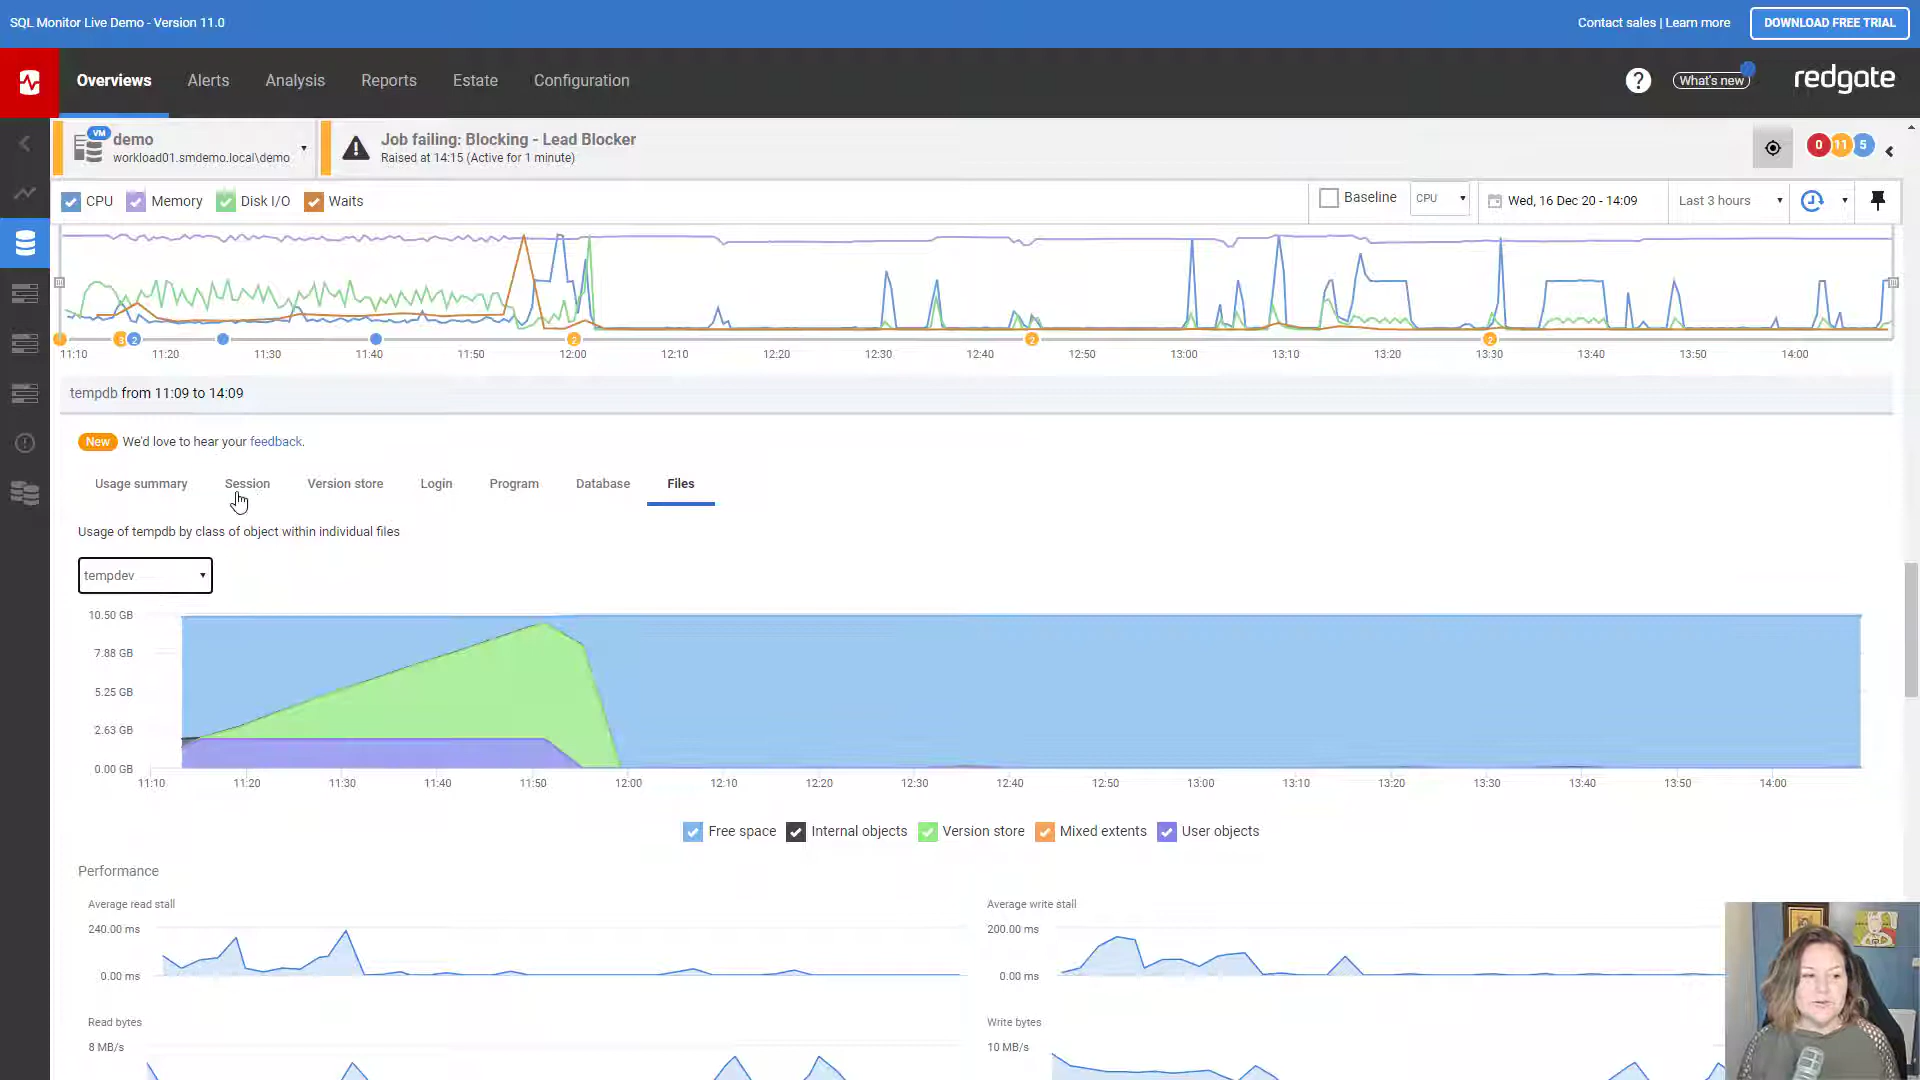 SQL Monitor Live Demo - Version 11.0
Contact sales | Learn more
DOWNLOAD FREE TRIAL
Overviews
Alerts
Analysis
Reports
Estate
Configuration
?
What's new
redgate
VM
demo
workload01.smdemo.local\demo
Job failing: Blocking - Lead Blocker
Raised at 14:15 (Active for 1 minute)
0 11 5
CPU
Memory
Disk I/O
Waits
Baseline
CPU
Wed, 16 Dec 20 - 14:09
Last 3 hours
3 2 2 2 2
11:10 11:20 11:30 11:40 11:50 12:00 12:10 12:20 12:30 12:40 12:50 13:00 13:10 13:20 13:30 13:40 13:50 14:00
tempdb from 11:09 to 14:09
New We'd love to hear your feedback.
Usage summary
Session
Version store
Login
Program
Database
Files
Usage of tempdb by class of object within individual files
tempdev
10.50 GB
7.88 GB
5.25 GB
2.63 GB
0.00 GB
11:10 11:20 11:30 11:40 11:50 12:00 12:10 12:20 12:30 12:40 12:50 13:00 13:10 13:20 13:30 13:40 13:50 14:00
Free space
Internal objects
Version store
Mixed extents
User objects
Performance
Average read stall
240.00 ms
0.00 ms
Average write stall
200.00 ms
0.00 ms
Read bytes
8 MB/s
Write bytes
10 MB/s